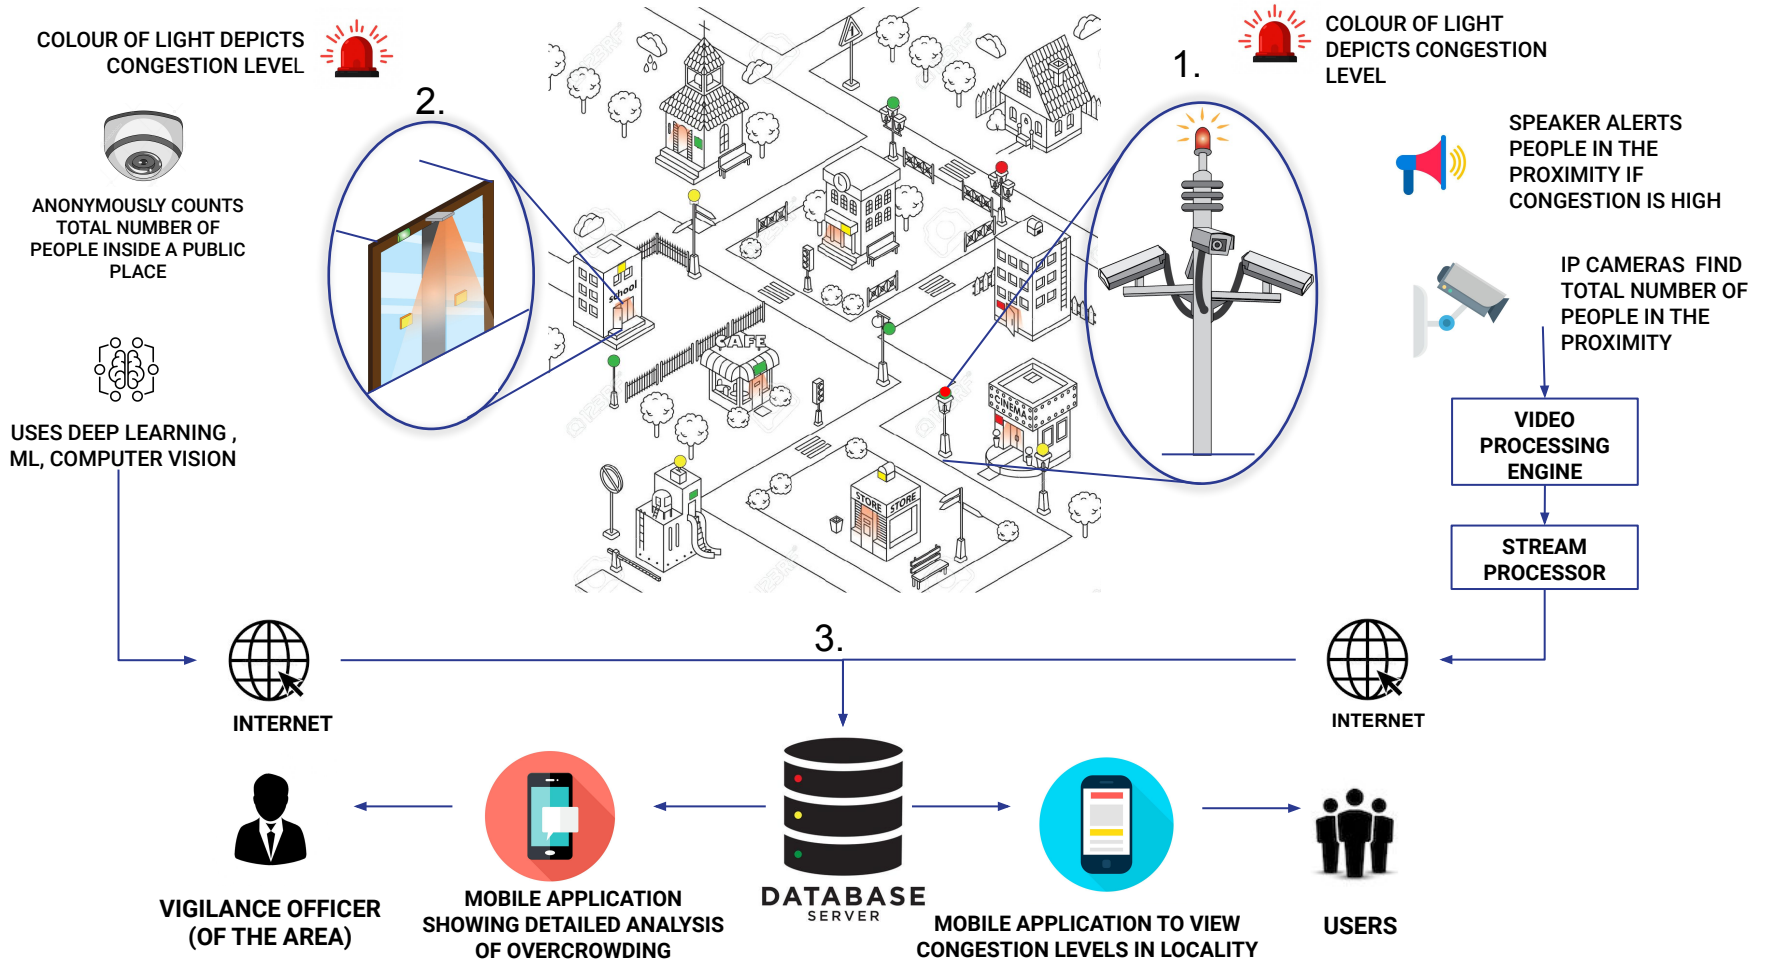 COLOUR OF LIGHT DEPICTS
CONGESTION LEVEL
2.
ANONYMOUSLY COUNTS
TOTAL NUMBER OF
PEOPLE INSIDE A PUBLIC
PLACE
USES DEEP LEARNING ,
ML, COMPUTER VISION
INTERNET
school
CAFE
CINEMA
STORE STORE
1.
COLOUR OF LIGHT
DEPICTS CONGESTION
LEVEL
SPEAKER ALERTS
PEOPLE IN THE
PROXIMITY IF
CONGESTION IS HIGH
IP CAMERAS FIND
TOTAL NUMBER OF
PEOPLE IN THE
PROXIMITY
VIDEO
PROCESSING
ENGINE
STREAM
PROCESSOR
INTERNET
3.
DATABASE
SERVER
VIGILANCE OFFICER
(OF THE AREA)
MOBILE APPLICATION
SHOWING DETAILED ANALYSIS
OF OVERCROWDING
MOBILE APPLICATION TO VIEW
CONGESTION LEVELS IN LOCALITY
USERS